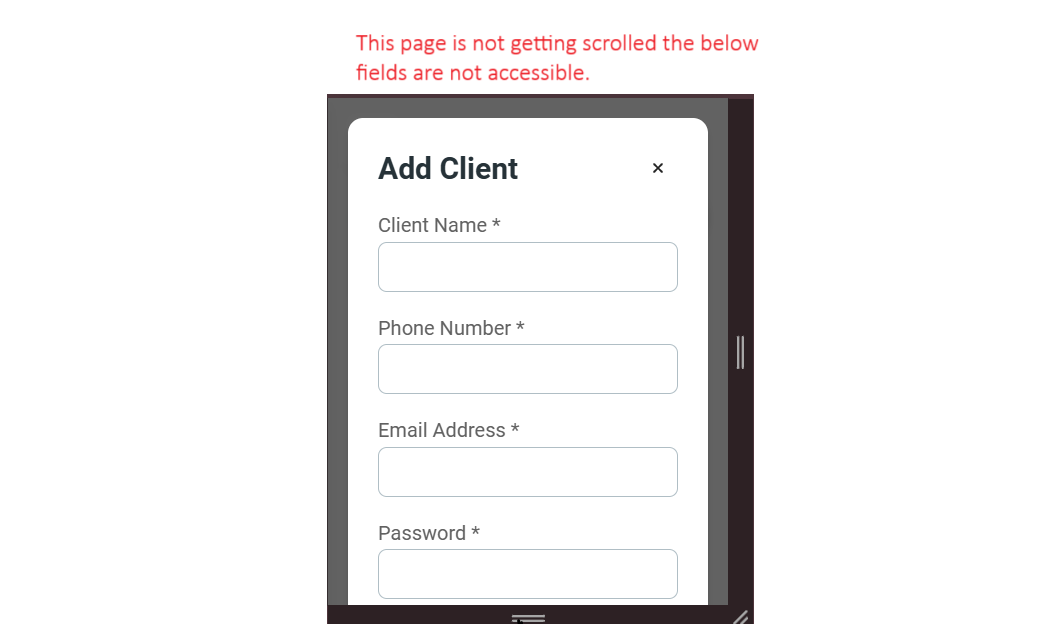 This page is not getting scrolled the below
fields are not accessible.
Add Client ×
Client Name *
Phone Number *
Email Address *
Password *